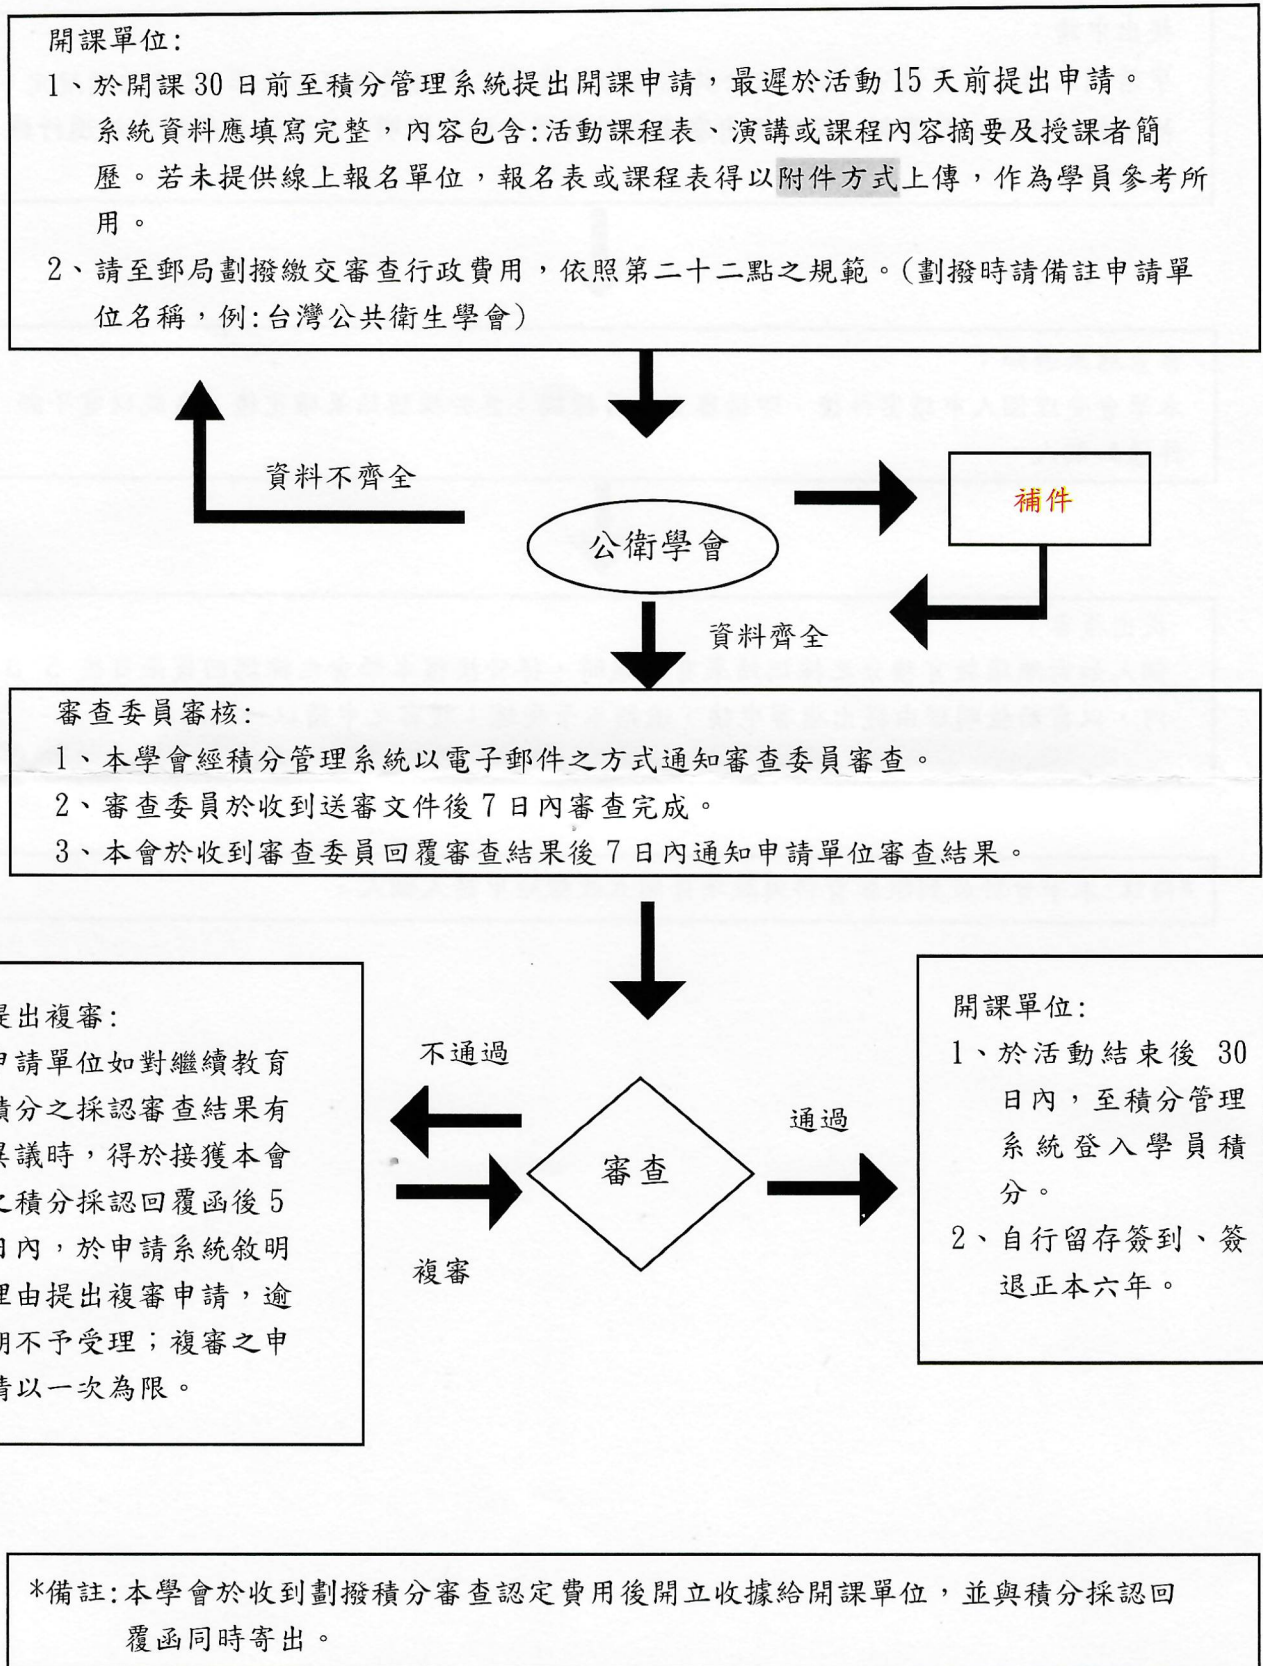 開課單位:
1、於開課 30 日前至積分管理系統提出開課申請，最遲於活動 15 天前提出申請。
系統資料應填寫完整，內容包含:活動課程表、演講或課程內容摘要及授課者簡
歷。若未提供線上報名單位，報名表或課程表得以附件方式上傳，作為學員參考所
用。
2、請至郵局劃撥繳交審查行政費用，依照第二十二點之規範。(劃撥時請備註申請單
位名稱，例:台灣公共衛生學會)
資料不齊全
補件
公衛學會
資料齊全
審查委員審核:
1、本學會經積分管理系統以電子郵件之方式通知審查委員審查。
2、審查委員於收到送審文件後 7 日內審查完成。
3、本會於收到審查委員回覆審查結果後 7 日內通知申請單位審查結果。
提出複審:
申請單位如對繼續教育
積分之採認審查結果有
異議時，得於接獲本會
之積分採認回覆函後 5
日內，於申請系統敘明
理由提出複審申請，逾
期不予受理；複審之申
請以一次為限。
不通過
複審
審查
通過
開課單位:
1、於活動結束後 30
日內，至積分管理
系統登入學員積
分。
2、自行留存簽到、簽
退正本六年。
*備註:本學會於收到劃撥積分審查認定費用後開立收據給開課單位，並與積分採認回
覆函同時寄出。